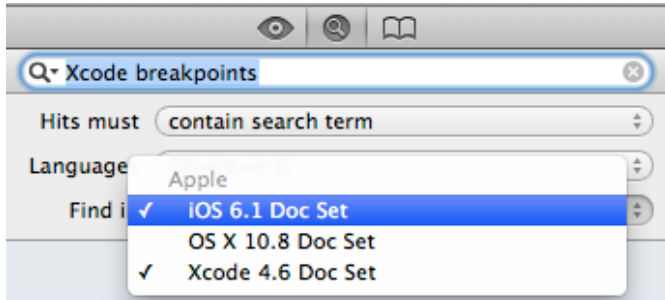 Xcode breakpoints
Hits must contain search term
Language
Apple
Find i ✓ iOS 6.1 Doc Set
OS X 10.8 Doc Set
✓ Xcode 4.6 Doc Set